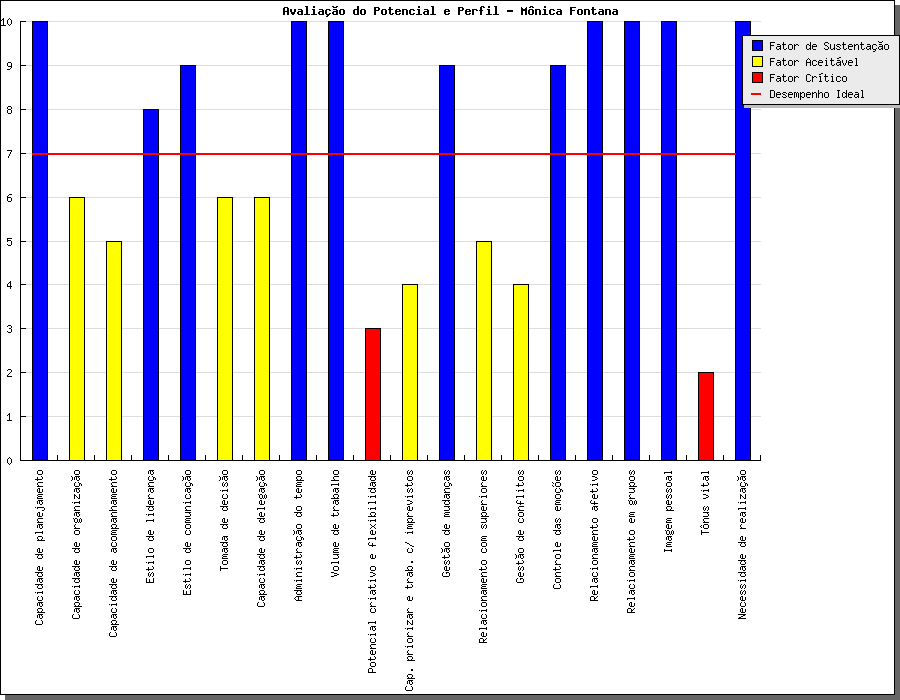 Avaliação do Potencial e Perfil - Mônica Fontana
10
9
8
7
6
5
4
3
2
1
0
Fator de Sustentação
Fator Aceitável
Fator Crítico
Desempenho Ideal
Capacidade de planejamento
Capacidade de organização
Capacidade de acompanhamento
Estilo de liderança
Estilo de comunicação
Tomada de decisão
Capacidade de delegação
Administração do tempo
Volume de trabalho
Potencial criativo e flexibilidade
Cap. priorizar e trab. c/ imprevistos
Gestão de mudanças
Relacionamento com superiores
Gestão de conflitos
Controle das emoções
Relacionamento afetivo
Relacionamento em grupos
Imagem pessoal
Tônus vital
Necessidade de realização